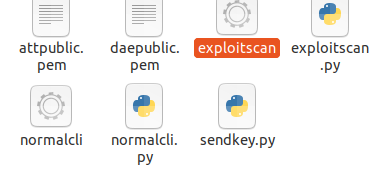 attpublic.
pem
daepublic.
pem
exploitscan
exploitscan
.py
normalcli
normalcli.
py
sendkey.py